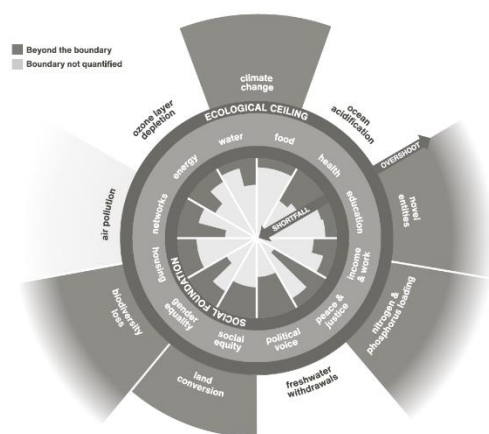 Beyond the boundary
Boundary not quantified
climate
change
ozone layer
depletion
ocean
acidification
ECOLOGICAL CEILING
OVERSHOOT
water
food
energy
health
networks
education
SHORTFALL
air pollution
novel
entities
housing
income
& work
SOCIAL FOUNDATION
gender
equality
peace &
justice
social
equity
political
voice
biodiversity
loss
nitrogen &
phosphorus loading
land
conversion
freshwater
withdrawals